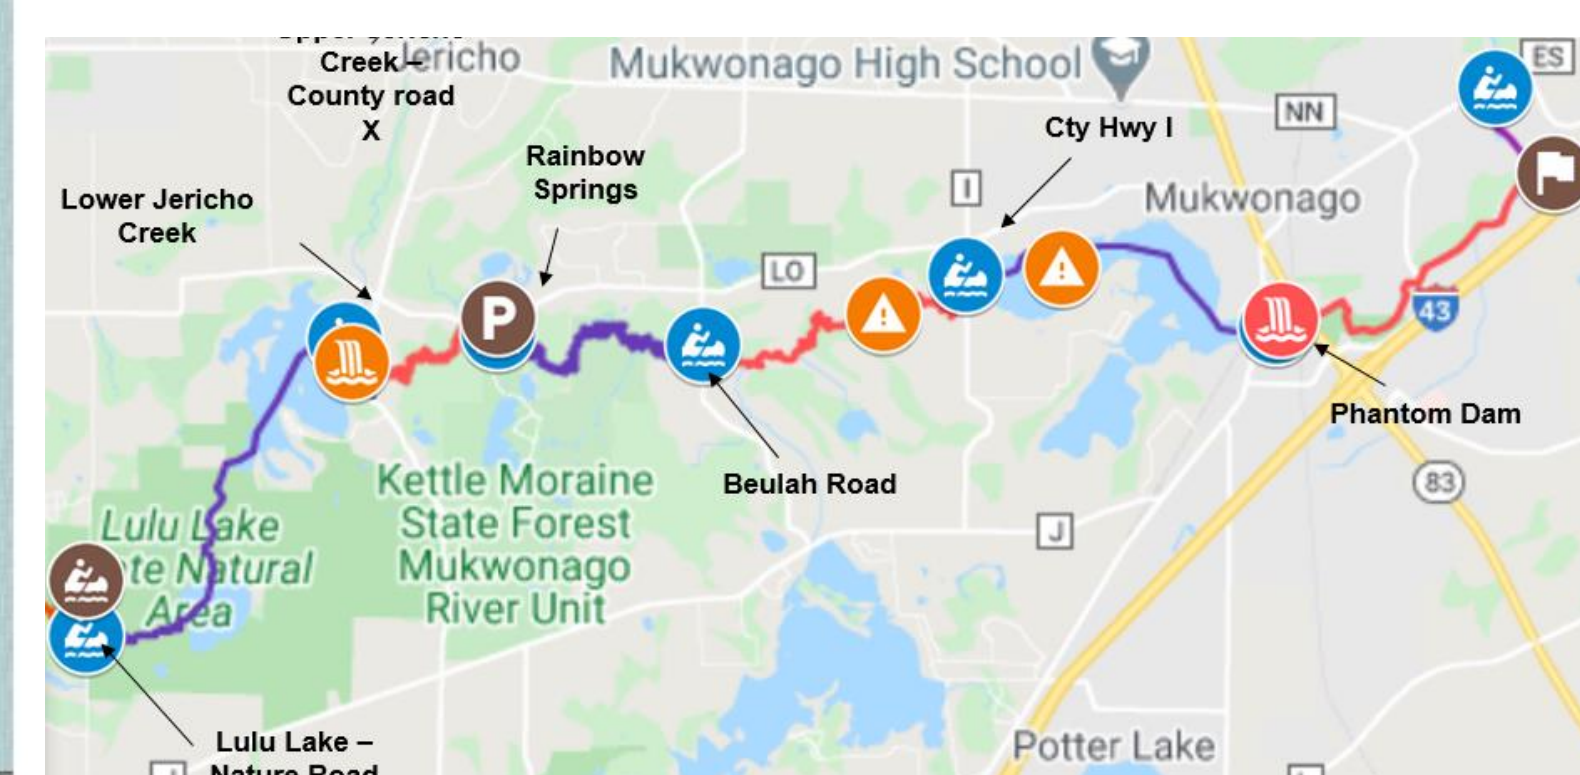 Creek –
County road
X
Jericho
Mukwonago High School
ES
NN
Cty Hwy I
Rainbow
Springs
Lower Jericho
Creek
I
Mukwonago
LO
P
43
Phantom Dam
Beulah Road
83
Kettle Moraine
State Forest
Mukwonago
River Unit
J
Lulu Lake
te Natural
Area
Lulu Lake –
Nature Road
Potter Lake